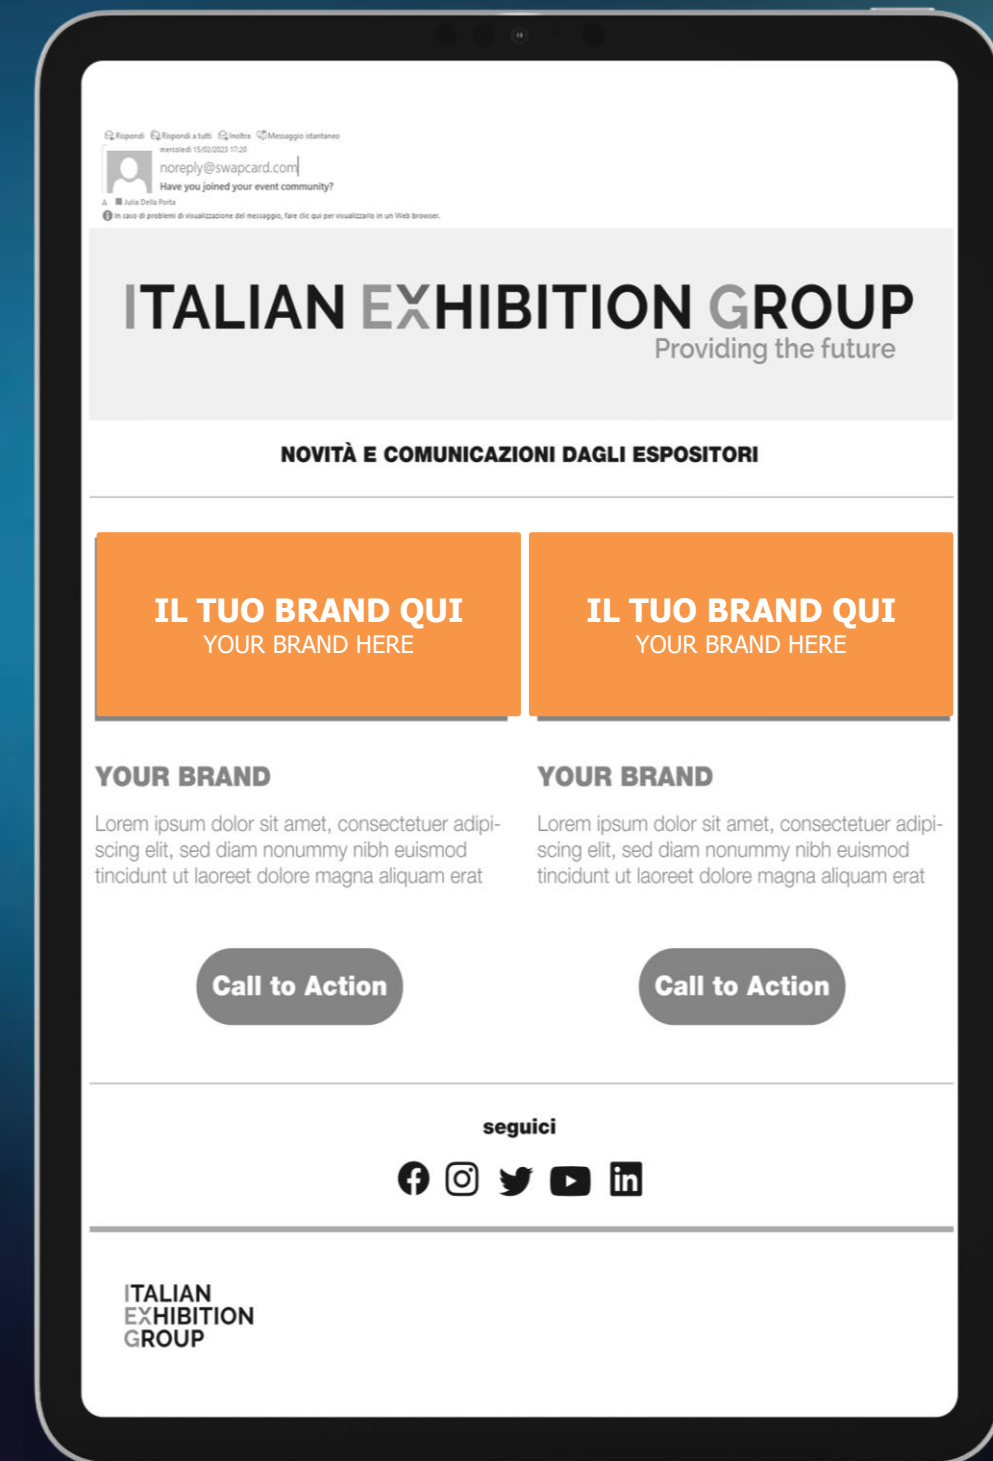 Rispondi Rispondi a tutti Inoltra Messaggio istantaneo
mercoledì 15/02/2023 17:20
noreply@swapcard.com
Have you joined your event community?
A Julia Della Porta
In caso di problemi di visualizzazione del messaggio, fare clic qui per visualizzarlo in un Web browser.
ITALIAN EXHIBITION GROUP
Providing the future
NOVITÀ E COMUNICAZIONI DAGLI ESPOSITORI
IL TUO BRAND QUI
YOUR BRAND HERE
IL TUO BRAND QUI
YOUR BRAND HERE
YOUR BRAND
Lorem ipsum dolor sit amet, consectetuer adipi-
scing elit, sed diam nonummy nibh euismod
tincidunt ut laoreet dolore magna aliquam erat
Call to Action
YOUR BRAND
Lorem ipsum dolor sit amet, consectetuer adipi-
scing elit, sed diam nonummy nibh euismod
tincidunt ut laoreet dolore magna aliquam erat
Call to Action
seguici
ITALIAN
EXHIBITION
GROUP